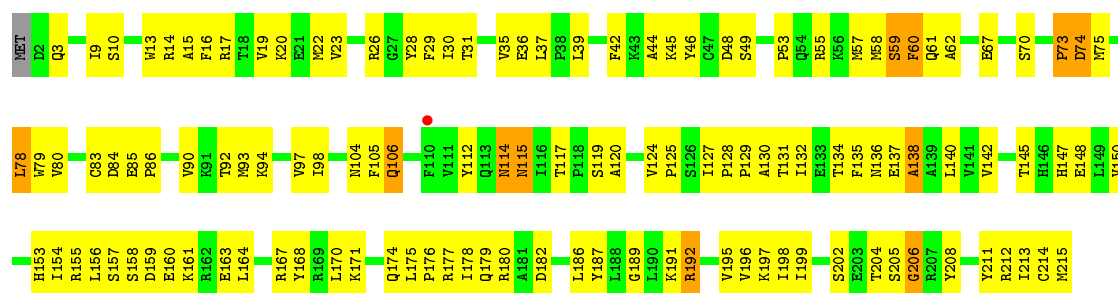 MET D2 Q3 I9 S10 W13 R14 A15 F16 R17 T18 V19 K20 E21 M22 V23 R26 G27 Y28 F29 I30 T31 V35 E36 L37 P38 L39 F42 K43 A44 K45 Y46 C47 D48 S49 P53 Q54 R55 K56 M57 M58 S59 F60 Q61 A62 E67 S70 P73 D74 M75
L78 W79 V80 C83 D84 E85 P86 V90 K91 T92 M93 K94 V97 I98 N104 F105 Q106 F110 V111 Y112 Q113 N114 N115 I116 T117 P118 S119 A120 V124 P125 S126 I127 P128 P129 A130 T131 I132 E133 T134 F135 N136 E137 A138 A139 L140 V141 V142 T145 H146 H147 E148 L149 V150
H153 I154 R155 L156 S157 S158 D159 E160 K161 R162 E163 L164 R167 Y168 R169 L170 K171 Q174 L175 P176 R177 I178 Q179 R180 A181 D182 L186 Y187 L188 G189 L190 K191 R192 V195 V196 K197 I198 I199 S202 E203 T204 S205 G206 R207 Y208 Y211 R212 I213 C214 M215